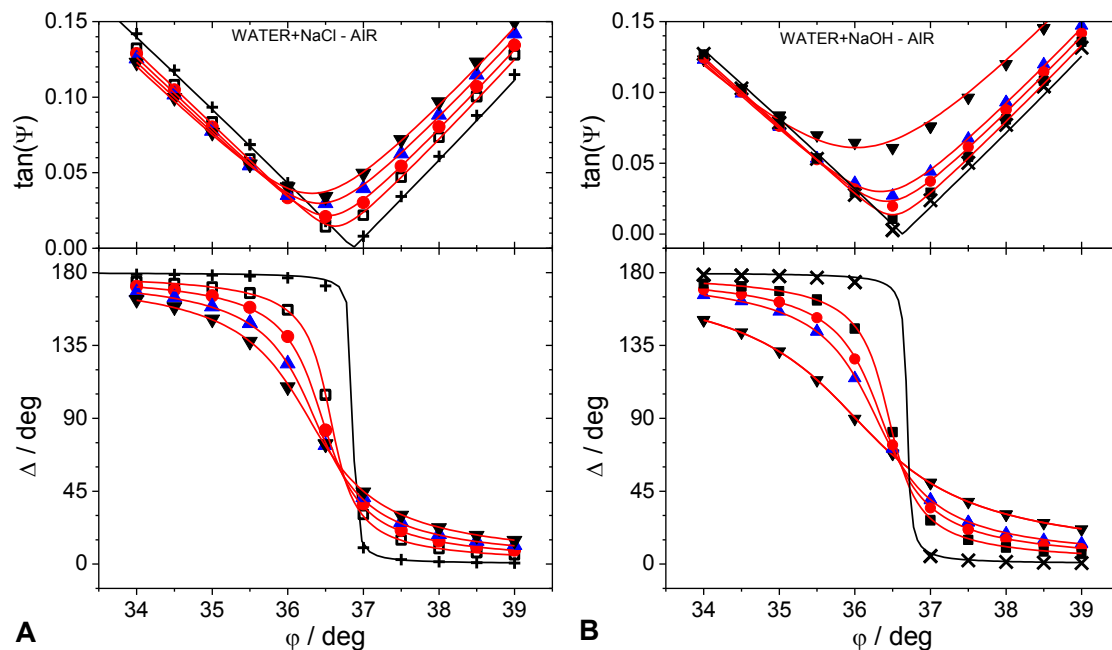 WATER+NaCl - AIR
tan(Ψ)
0.15
0.10
0.05
0.00
Δ / deg
180
135
90
45
0
34 35 36 37 38 39
φ / deg
A
WATER+NaOH - AIR
tan(Ψ)
0.15
0.10
0.05
0.00
Δ / deg
180
135
90
45
0
34 35 36 37 38 39
φ / deg
B